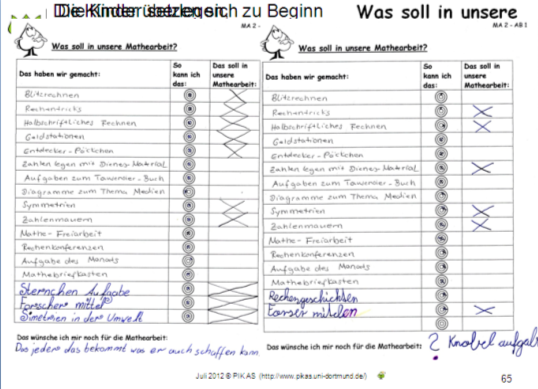 Die Kinder setzen sich zu Beginn
Was soll in unsere
MA 2 -
MA 2 - AB 1
Was soll in unsere Mathearbeit?
Das haben wir gemacht:
So kann ich das:
Das soll in unsere Mathearbeit:
Blitzrechnen
Rechentricks
Halbschriftliches Rechnen
Geldstationen
Entdecker-Päckchen
Zahlen legen mit Dienes-Material
Aufgaben zum Tausender-Buch
Diagramme zum Thema Medien
Symmetrien
Zahlenmauern
Mathe-Freiarbeit
Rechenkonferenzen
Aufgabe des Monats
Mathebriefkasten
Sternchen Aufgabe
Forscher mittel
Simetrien in der Umwelt
Das wünsche ich mir noch für die Mathearbeit:
Das jeder das bekommt was er auch schaffen kann.
Was soll in unsere Mathearbeit?
Das haben wir gemacht:
So kann ich das:
Das soll in unsere Mathearbeit:
Blitzrechnen
Rechentricks
Halbschriftliches Rechnen
Geldstationen
Entdecker-Päckchen
Zahlen legen mit Dienes-Material
Aufgaben zum Tausender-Buch
Diagramme zum Thema Medien
Symmetrien
Zahlenmauern
Mathe-Freiarbeit
Rechenkonferenzen
Aufgabe des Monats
Mathebriefkasten
Rechengeschichten
Forser mitelen
Das wünsche ich mir noch für die Mathearbeit:
? Knobel aufgab
Juli 2012 © PIK AS (http://www.pikas.uni-dortmund.de/)
65